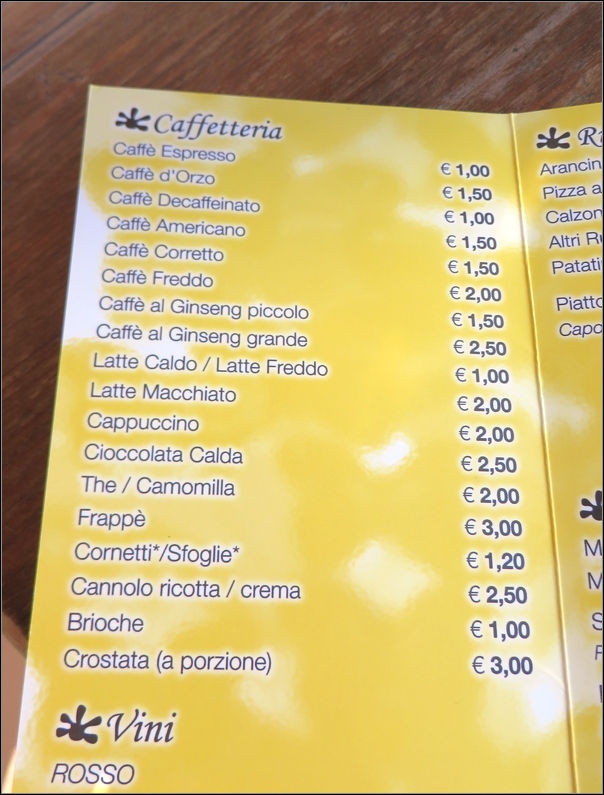 Caffetteria
Caffè Espresso € 1,00
Caffè d'Orzo € 1,50
Caffè Decaffeinato € 1,00
Caffè Americano € 1,50
Caffè Corretto € 1,50
Caffè Freddo € 2,00
Caffè al Ginseng piccolo € 1,50
Caffè al Ginseng grande € 2,50
Latte Caldo / Latte Freddo € 1,00
Latte Macchiato € 2,00
Cappuccino € 2,00
Cioccolata Calda € 2,50
The / Camomilla € 2,00
Frappè € 3,00
Cornetti*/Sfoglie* € 1,20
Cannolo ricotta / crema € 2,50
Brioche € 1,00
Crostata (a porzione) € 3,00
Vini
ROSSO
Arancin
Pizza a
Calzon
Altri
Patati
Piatto
Capo